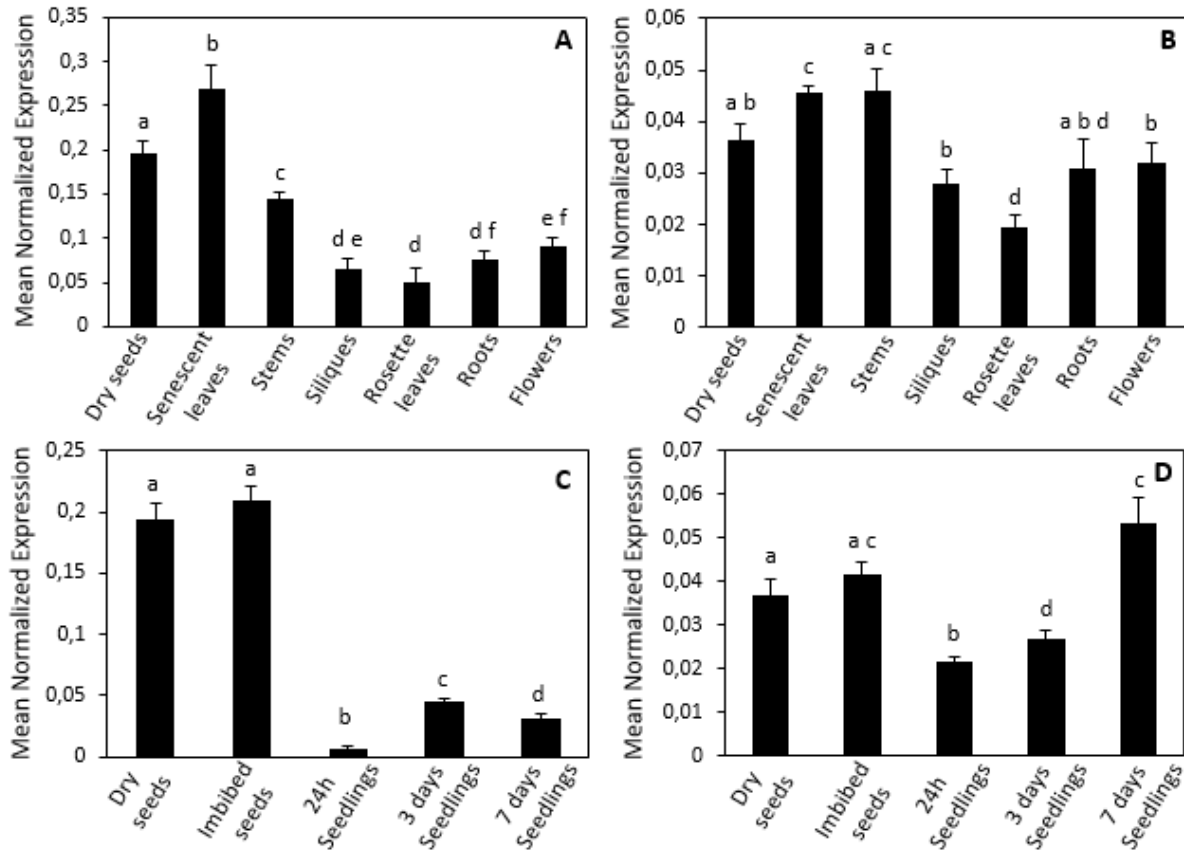 Mean Normalized Expression
0,35
0,3
0,25
0,2
0,15
0,1
0,05
0
A
a
b
c
d e
d
d f
e f
Dry seeds
Senescent
leaves
Stems
Siliques
Rosette
leaves
Roots
Flowers
Mean Normalized Expression
0,06
0,05
0,04
0,03
0,02
0,01
0
B
a b
c
a c
b
d
a b d
b
Dry seeds
Senescent
leaves
Stems
Siliques
Rosette
leaves
Roots
Flowers
Mean Normalized Expression
0,25
0,2
0,15
0,1
0,05
0
C
a
a
b
c
d
Dry
seeds
Imbibed
seeds
24h
Seedlings
3 days
Seedlings
7 days
Seedlings
Mean Normalized Expression
0,07
0,06
0,05
0,04
0,03
0,02
0,01
0
D
a
a c
b
d
c
Dry
seeds
Imbibed
seeds
24h
Seedlings
3 days
Seedlings
7 days
Seedlings